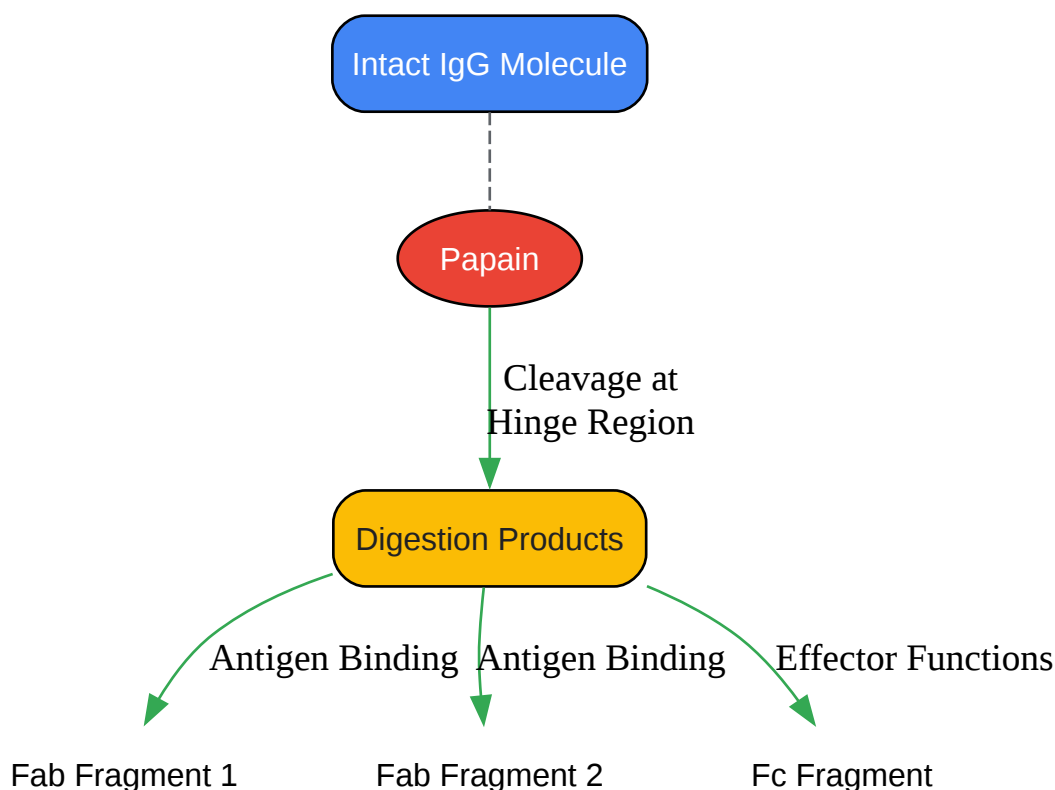 Intact IgG Molecule
Papain
Cleavage at
Hinge Region
Digestion Products
Antigen Binding
Antigen Binding
Effector Functions
Fab Fragment 1
Fab Fragment 2
Fc Fragment